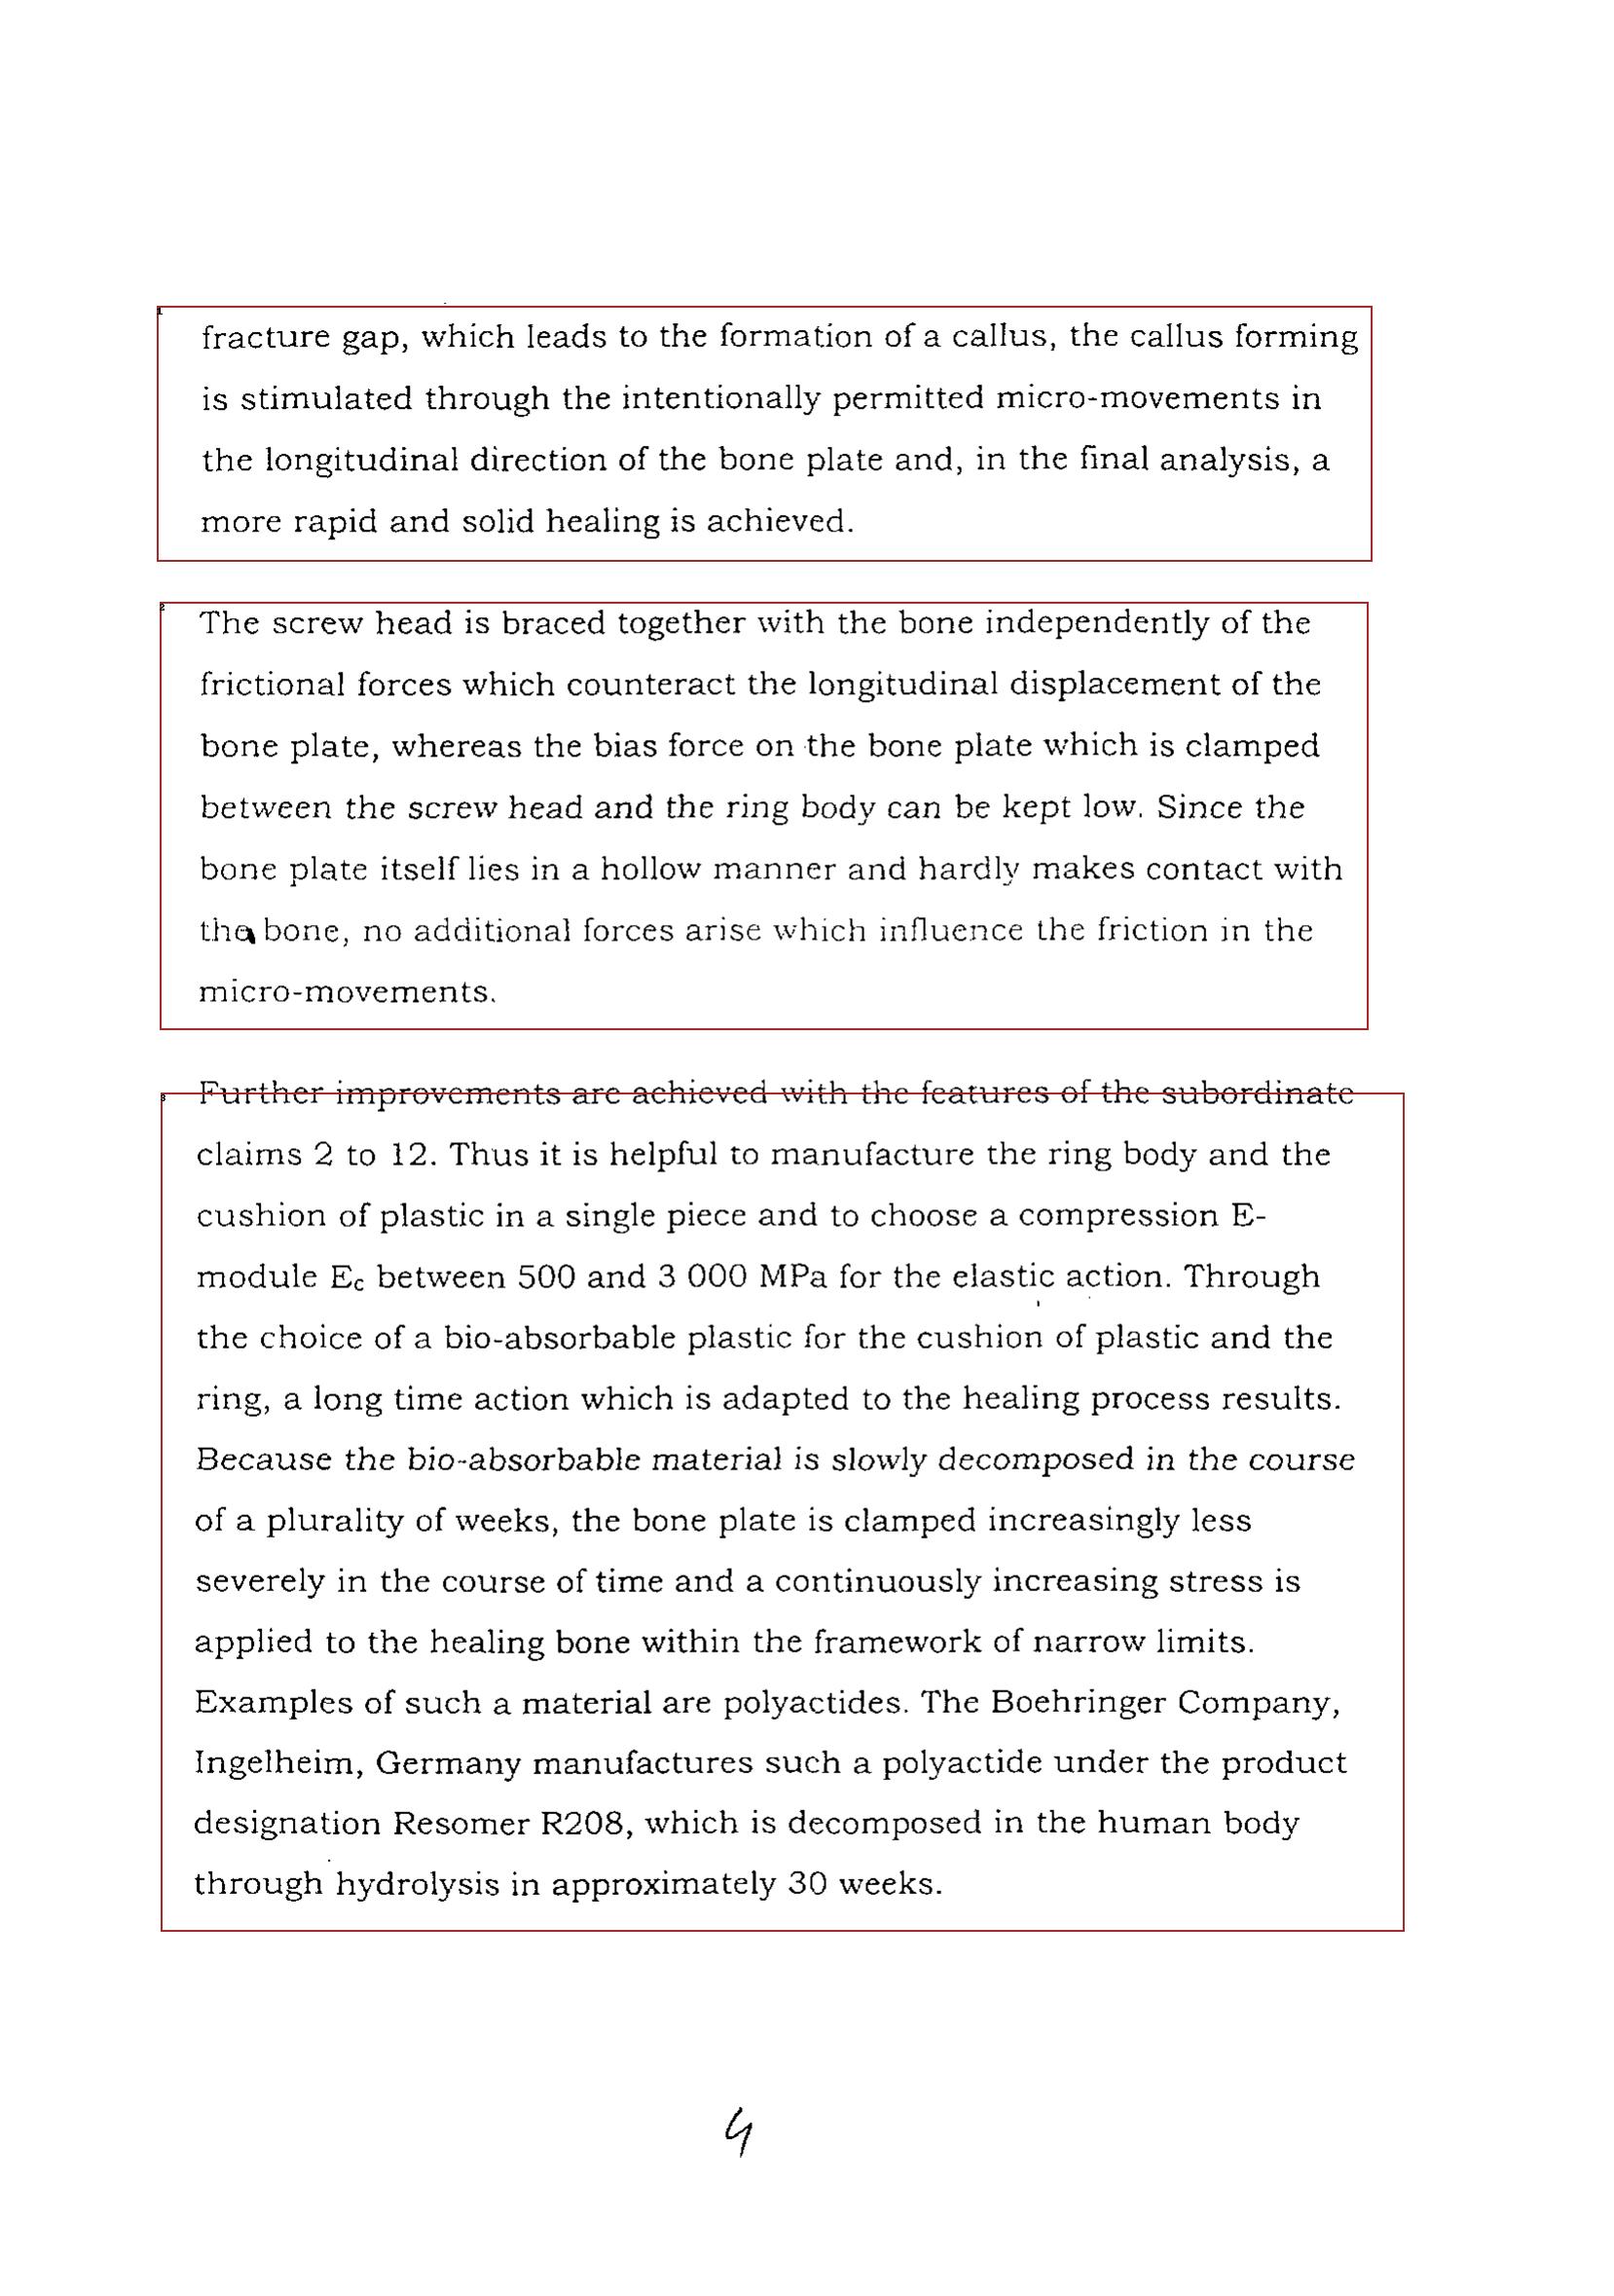 fracture gap, which leads to the formation of a callus, the callus forming
is stimulated through the intentionally permitted micro-movements in
the longitudinal direction of the bone plate and, in the final analysis, a
more rapid and solid healing is achieved.
The screw head is braced together with the bone independently of the
frictional forces which counteract the longitudinal displacement of the
bone plate, whereas the bias force on the bone plate which is clamped
between the screw head and the ring body can be kept low. Since the
bone plate itself lies in a hollow manner and hardly makes contact with
the bone, no additional forces arise which influence the friction in the
micro-movements.
Further improvements are achieved with the features of the subordinate
claims 2 to 12. Thus it is helpful to manufacture the ring body and the
cushion of plastic in a single piece and to choose a compression E-
module Ec between 500 and 3 000 MPa for the elastic action. Through
the choice of a bio-absorbable plastic for the cushion of plastic and the
ring, a long time action which is adapted to the healing process results.
Because the bio-absorbable material is slowly decomposed in the course
of a plurality of weeks, the bone plate is clamped increasingly less
severely in the course of time and a continuously increasing stress is
applied to the healing bone within the framework of narrow limits.
Examples of such a material are polyactides. The Boehringer Company,
Ingelheim, Germany manufactures such a polyactide under the product
designation Resomer R208, which is decomposed in the human body
through hydrolysis in approximately 30 weeks.
4